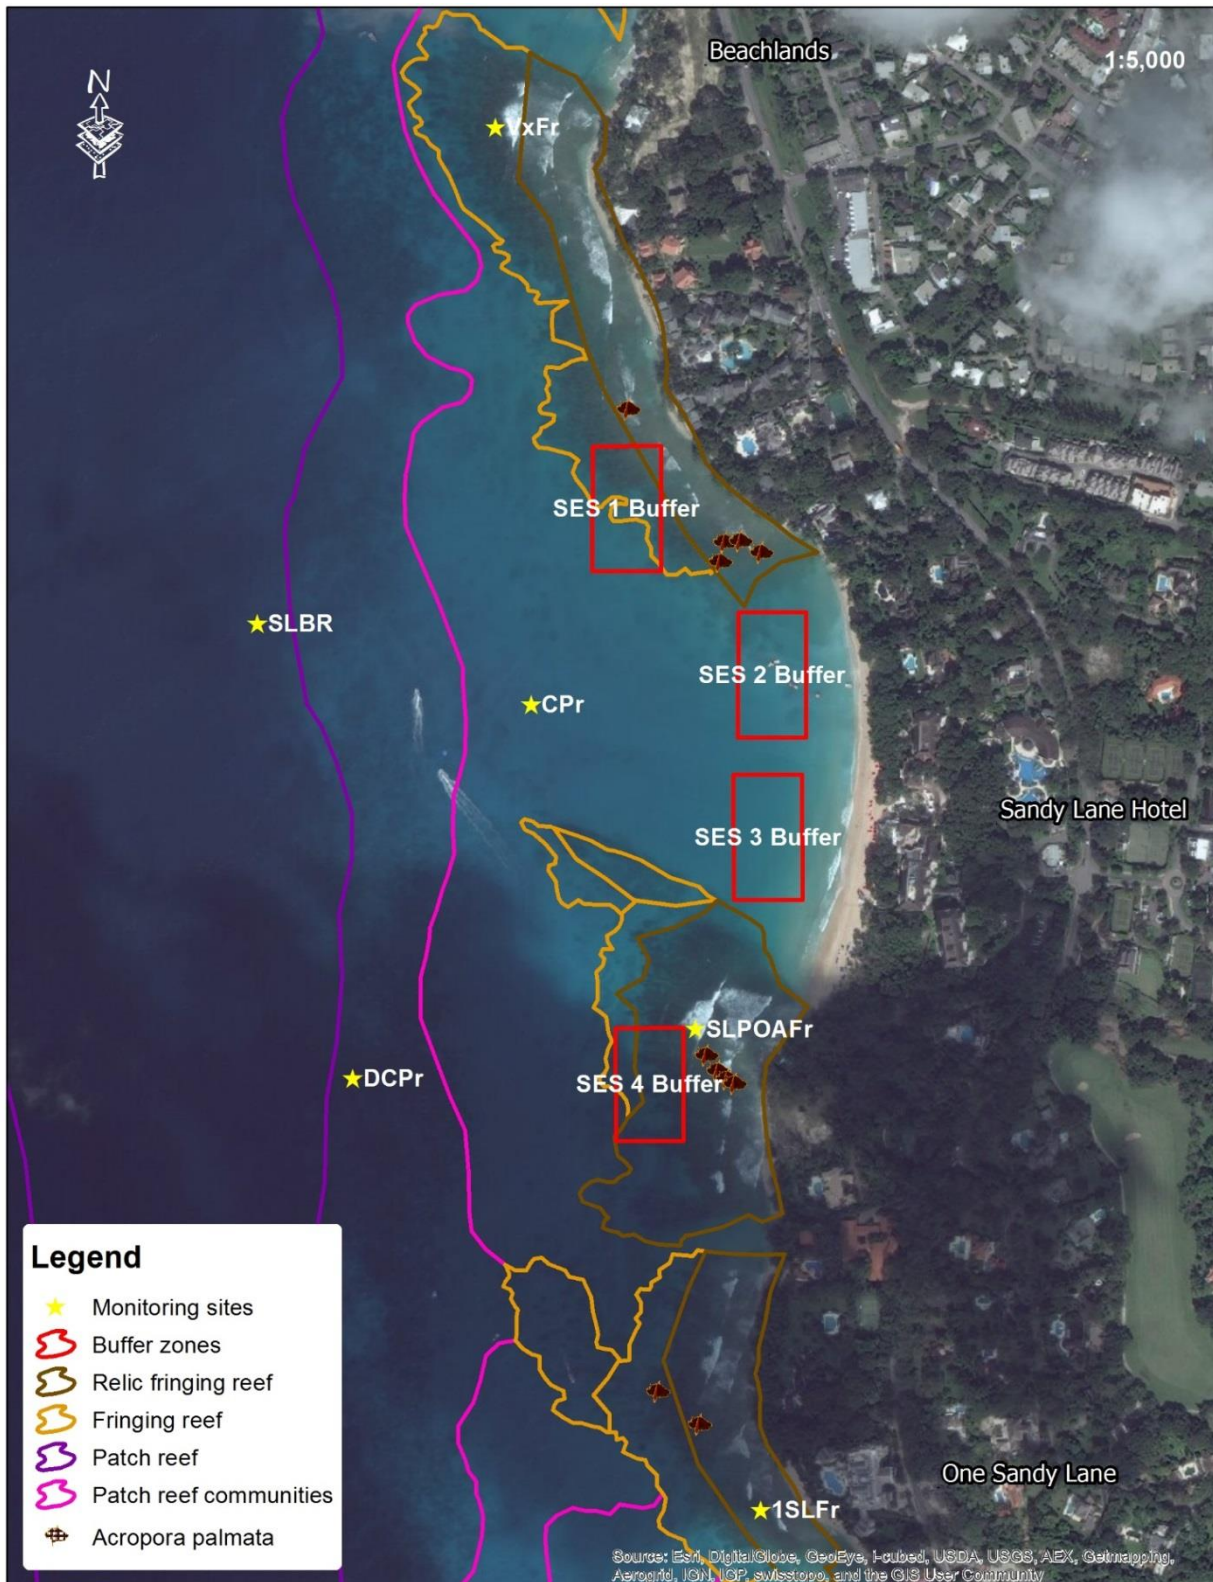 Beachlands
1:5,000
N
VxFr
SES 1 Buffer
SLBR
SES 2 Buffer
CPr
Sandy Lane Hotel
SES 3 Buffer
SLPOAFr
DCPr
SES 4 Buffer
Legend
Monitoring sites
Buffer zones
Relic fringing reef
Fringing reef
Patch reef
Patch reef communities
Acropora palmata
One Sandy Lane
1SLFr
Source: Esri, DigitalGlobe, GeoEye, i-cubed, USDA, USGS, AEX, Getmapping,
Aerogrid, IGN, IGP, swisstopo, and the GIS User Community